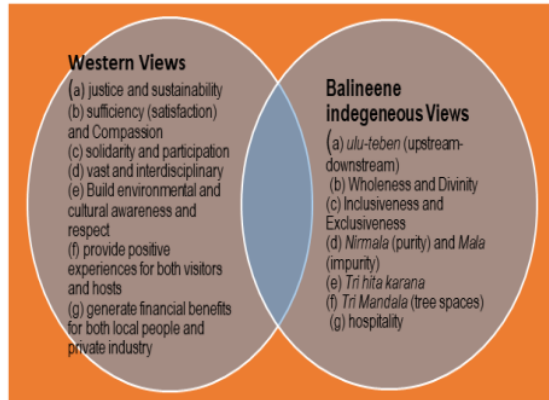 Western Views
(a) justice and sustainability
(b) sufficiency (satisfaction)
and Compassion
(c) solidarity and participation
(d) vast and interdisciplinary
(e) Build environmental and
cultural awareness and
respect
(f) provide positive
experiences for both visitors
and hosts
(g) generate financial benefits
for both local people and
private industry
Balineene
indegeneous Views
(a) ulu-teben (upstream-
downstream)
(b) Wholeness and Divinity
(c) Inclusiveness and
Exclusiveness
(d) Nirmala (purity) and Mala
(impurity)
(e) Tri hita karana
(f) Tri Mandala (tree spaces)
(g) hospitality